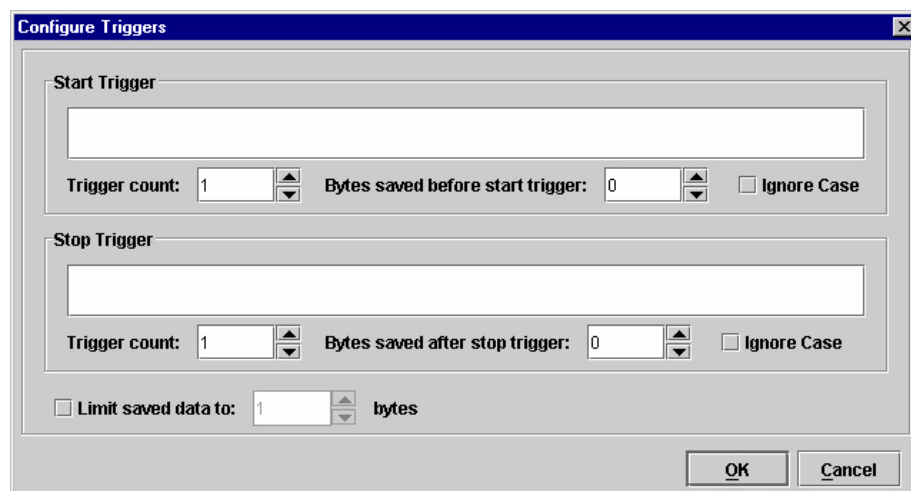 Configure Triggers
Start Trigger
Trigger count: 1 Bytes saved before start trigger: 0 Ignore Case
Stop Trigger
Trigger count: 1 Bytes saved after stop trigger: 0 Ignore Case
Limit saved data to: 1 bytes
OK Cancel